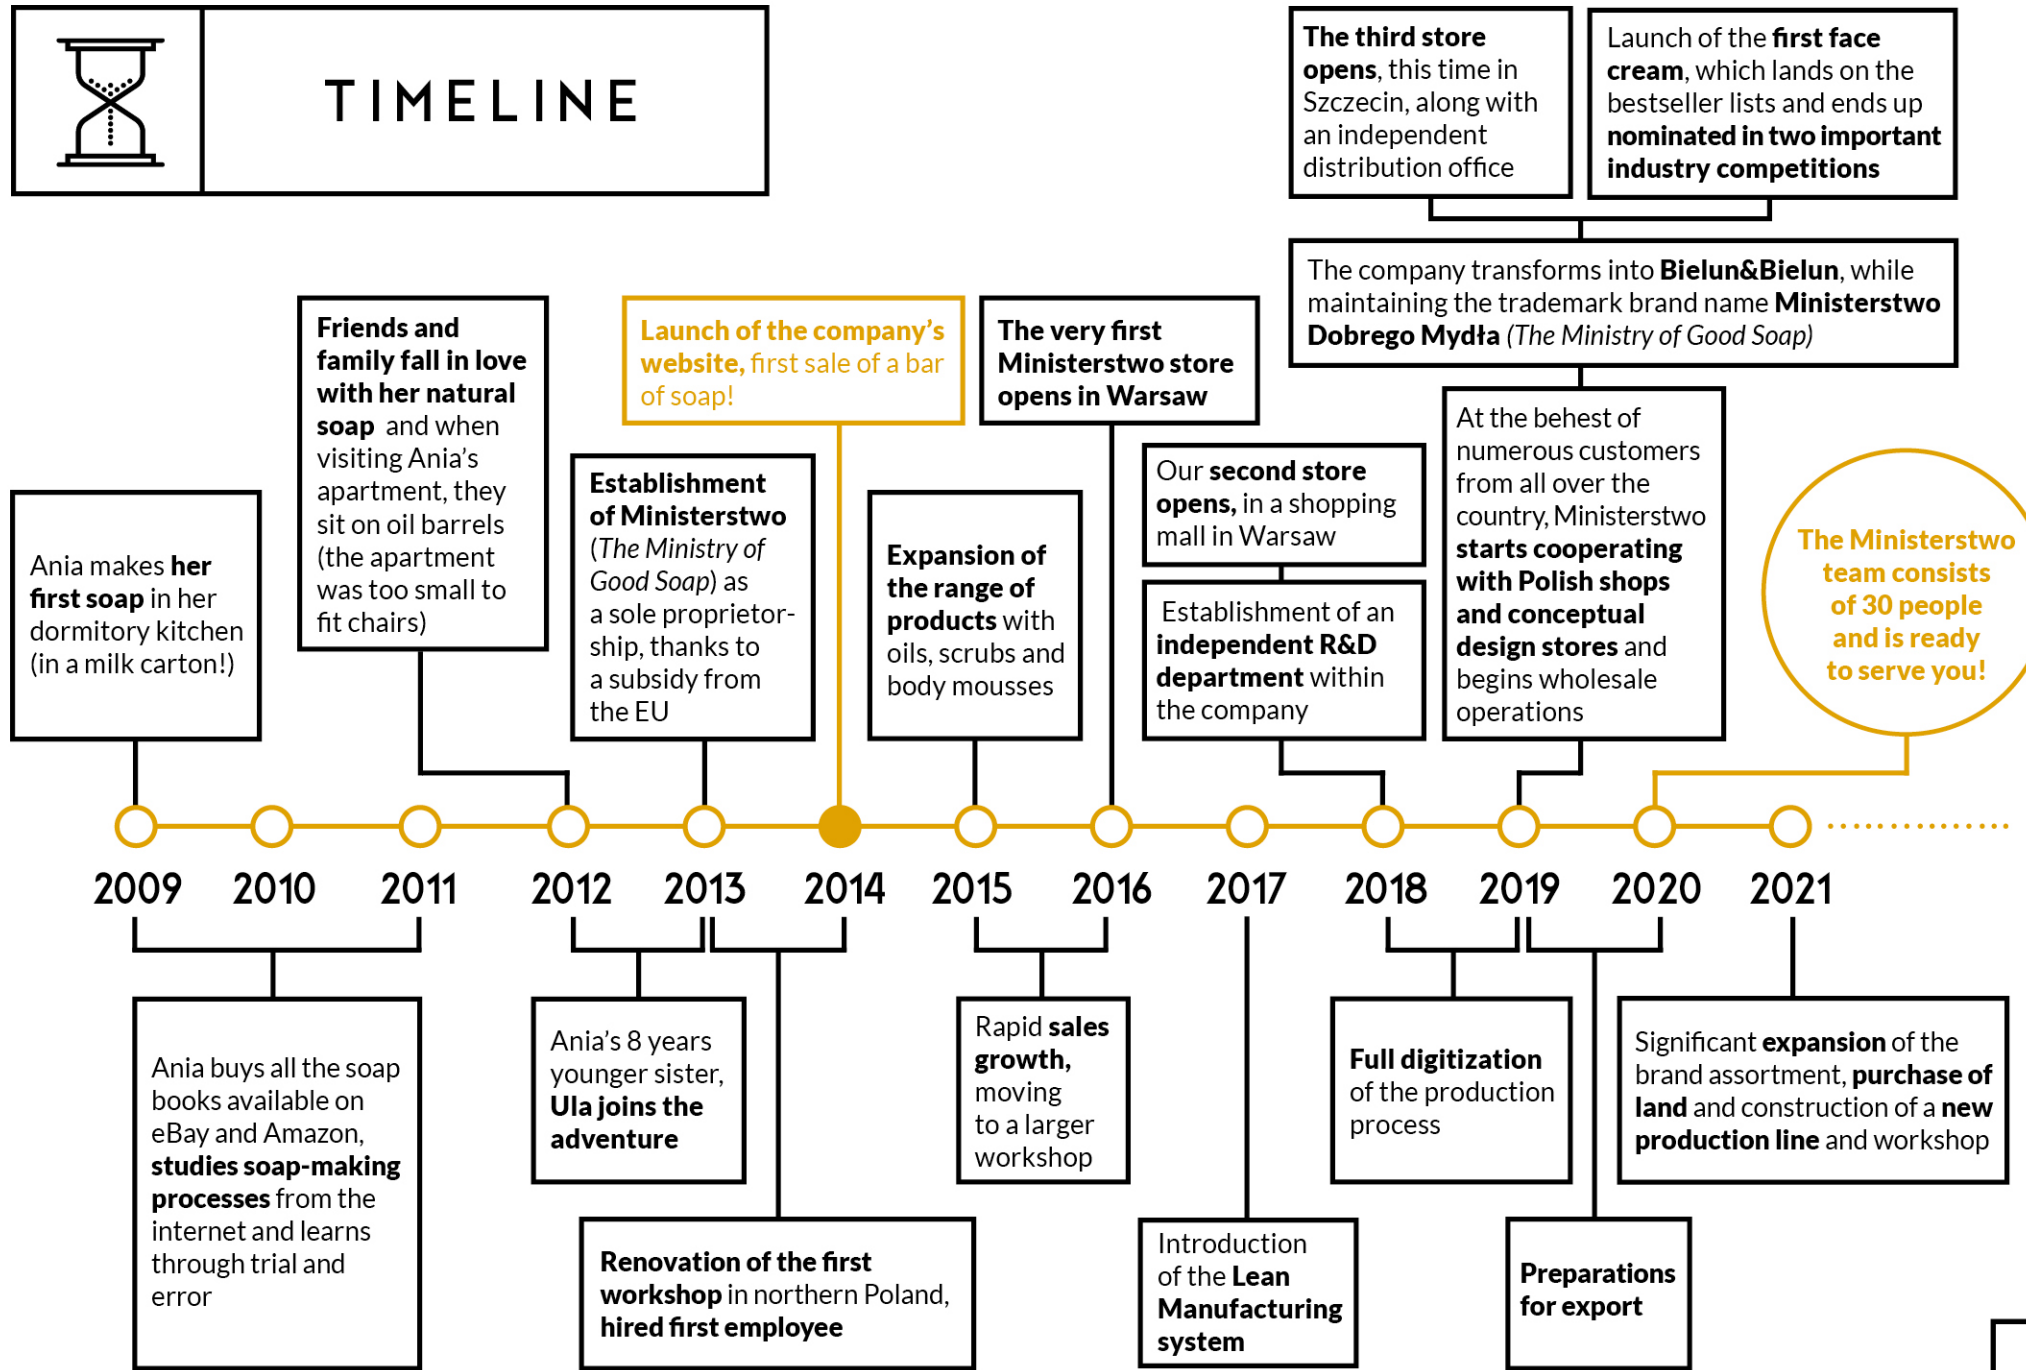 TIMELINE
The third store
opens, this time in
Szczecin, along with
an independent
distribution office
Launch of the first face
cream, which lands on the
bestseller lists and ends up
nominated in two important
industry competitions
The company transforms into Bielun&Bielun, while
maintaining the trademark brand name Ministerstwo
Dobrego Mydła (The Ministry of Good Soap)
Friends and
family fall in love
with her natural
soap and when
visiting Ania’s
apartment, they
sit on oil barrels
(the apartment
was too small to
fit chairs)
Launch of the company’s
website, first sale of a bar
of soap!
The very first
Ministerstwo store
opens in Warsaw
At the behest of
numerous customers
from all over the
country, Ministerstwo
starts cooperating
with Polish shops
and conceptual
design stores and
begins wholesale
operations
Ania makes her
first soap in her
dormitory kitchen
(in a milk carton!)
Establishment
of Ministerstwo
(The Ministry of
Good Soap) as
a sole proprietor-
ship, thanks to
a subsidy from
the EU
Expansion of
the range of
products with
oils, scrubs and
body mousses
Our second store
opens, in a shopping
mall in Warsaw
Establishment of an
independent R&D
department within
the company
The Ministerstwo
team consists
of 30 people
and is ready
to serve you!
2009 2010 2011 2012 2013 2014 2015 2016 2017 2018 2019 2020 2021
Ania buys all the soap
books available on
eBay and Amazon,
studies soap-making
processes from the
internet and learns
through trial and
error
Ania’s 8 years
younger sister,
Ula joins the
adventure
Renovation of the first
workshop in northern Poland,
hired first employee
Rapid sales
growth,
moving
to a larger
workshop
Introduction
of the Lean
Manufacturing
system
Full digitization
of the production
process
Preparations
for export
Significant expansion of the
brand assortment, purchase of
land and construction of a new
production line and workshop